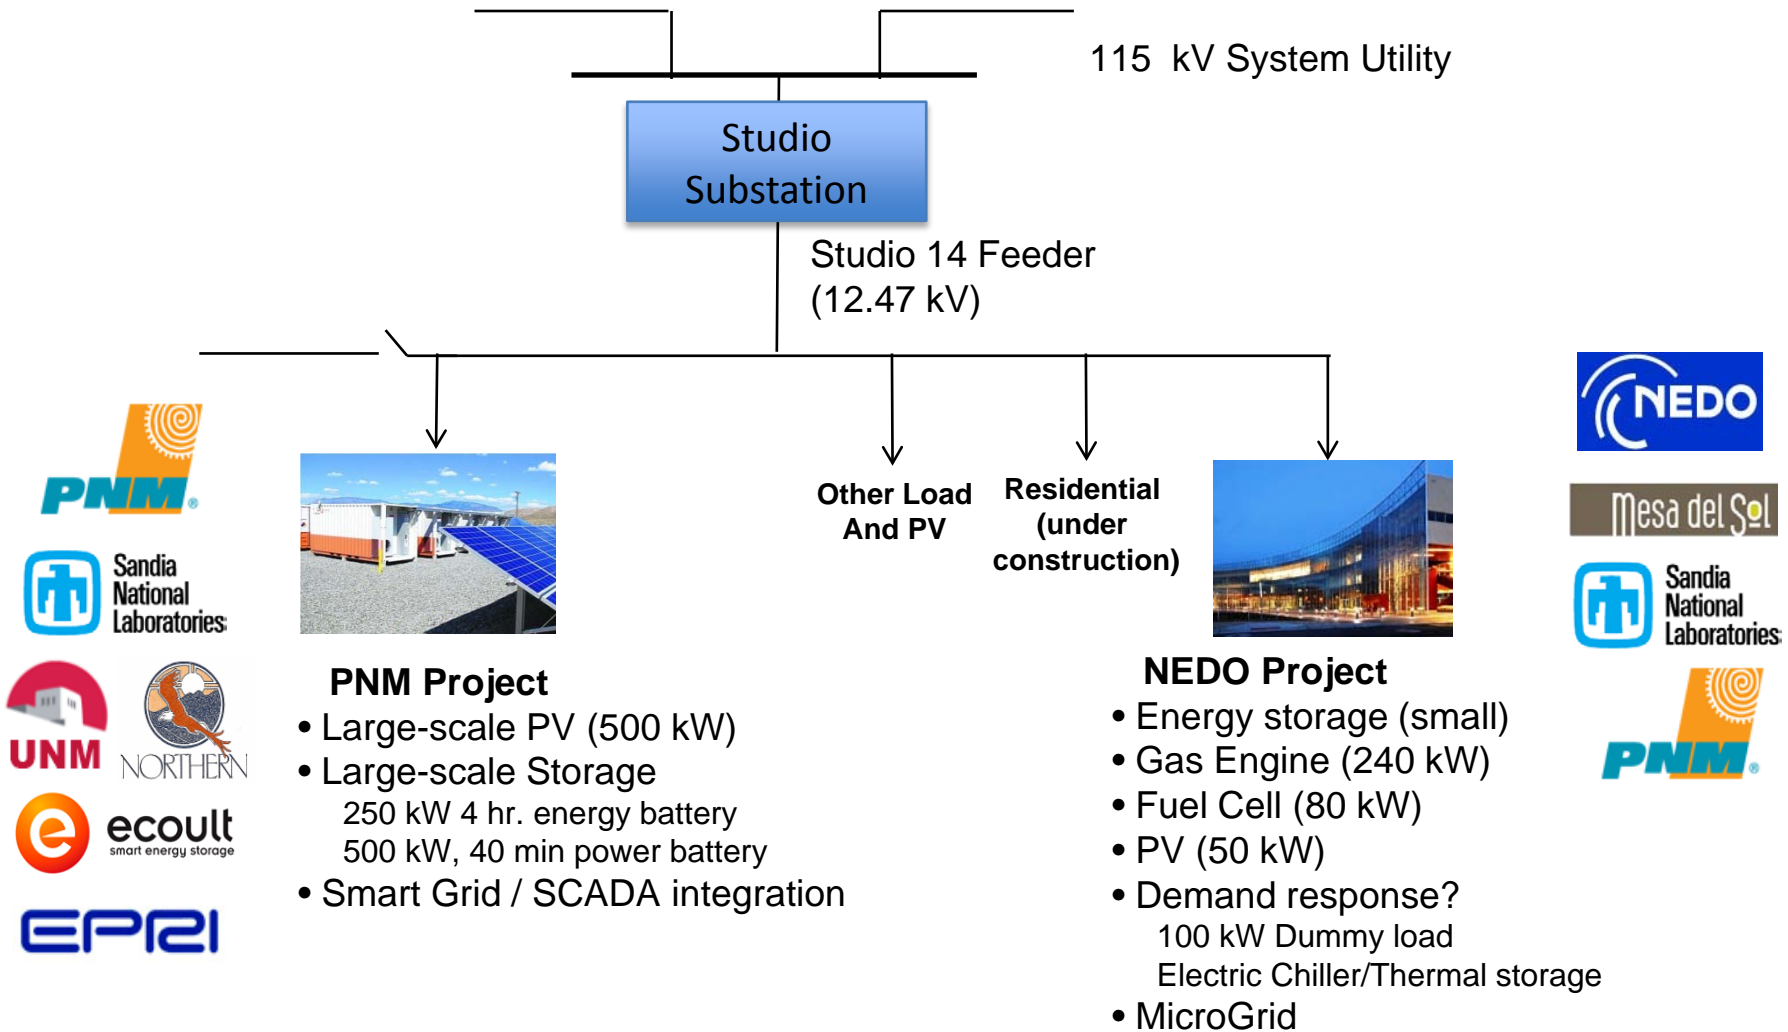 115 kV System Utility
Studio
Substation
Studio 14 Feeder
(12.47 kV)
PNM®
Sandia
National
Laboratories
UNM
NORTHERN
ecoult
smart energy storage
EPRI
Other Load
And PV
Residential
(under
construction)
NEDO
Mesa del Sol
Sandia
National
Laboratories
PNM®
PNM Project
• Large-scale PV (500 kW)
• Large-scale Storage
250 kW 4 hr. energy battery
500 kW, 40 min power battery
• Smart Grid / SCADA integration
NEDO Project
• Energy storage (small)
• Gas Engine (240 kW)
• Fuel Cell (80 kW)
• PV (50 kW)
• Demand response?
100 kW Dummy load
Electric Chiller/Thermal storage
• MicroGrid